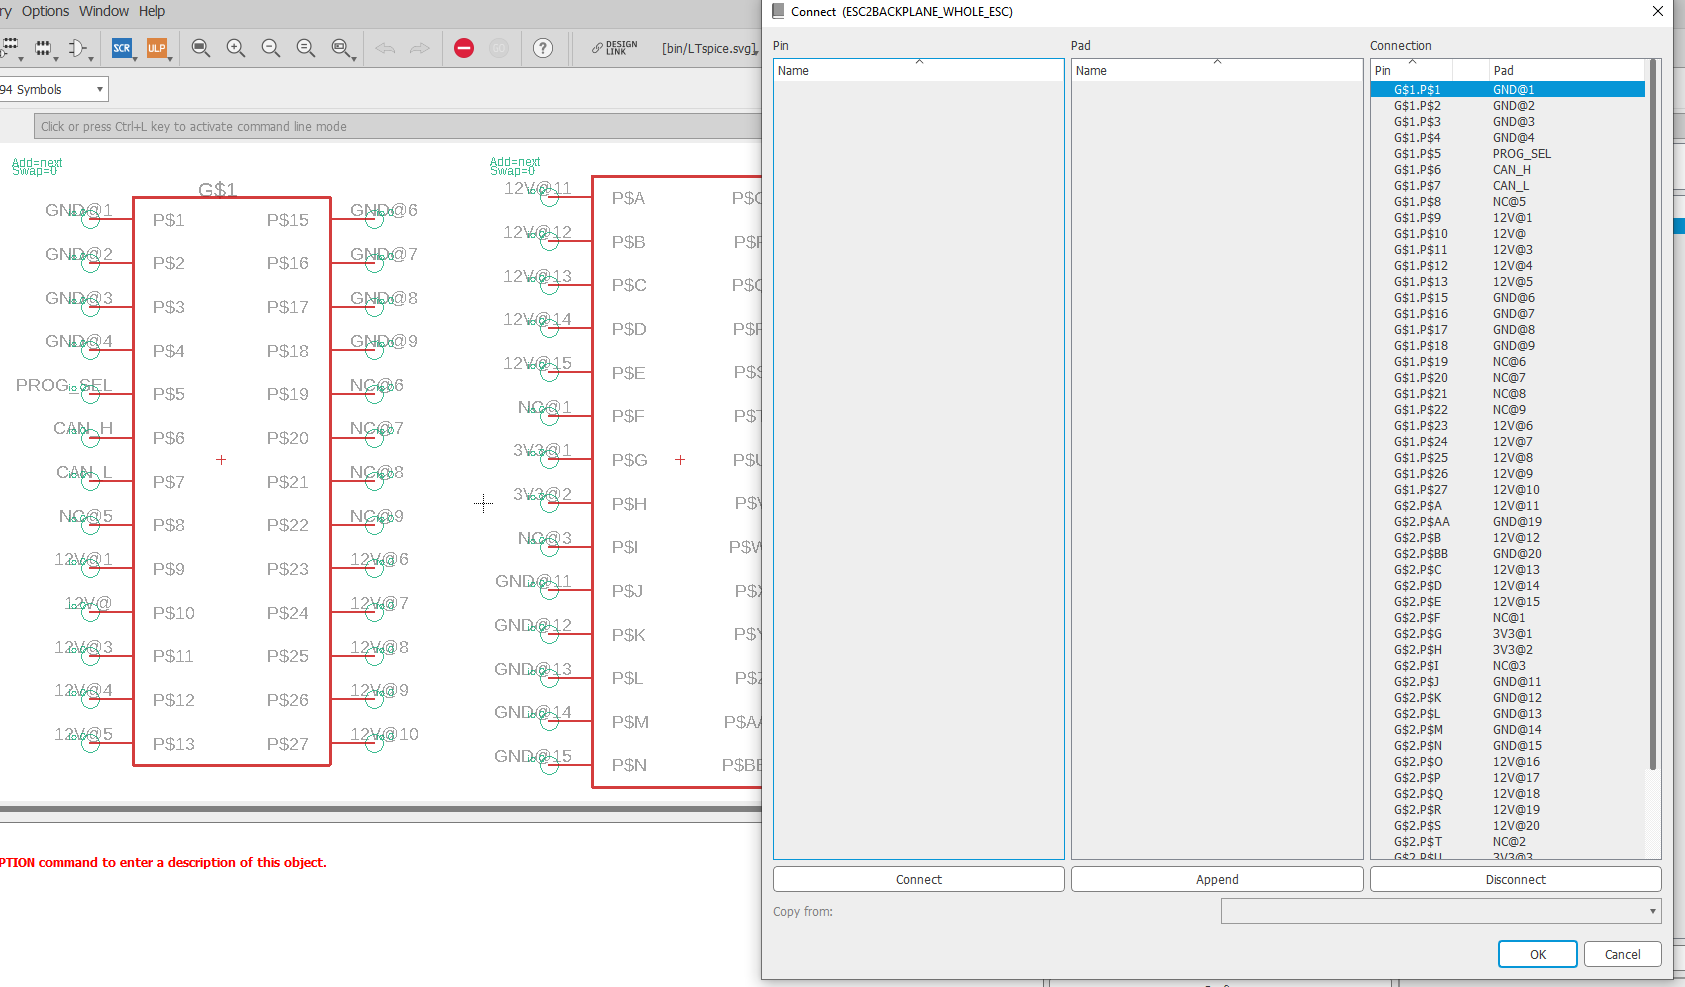 ry Options Window Help
SCR
ULP
DESIGN
LINK
[bin/LTspice.svg]
94 Symbols
Click or press Ctrl+L key to activate command line mode
Add=next
Swap=0
G$1
GND@1 P$1 P$15 GND@6
GND@2 P$2 P$16 GND@7
GND@3 P$3 P$17 GND@8
GND@4 P$4 P$18 GND@9
PROG_SEL P$5 P$19 NC@6
CAN_H P$6 P$20 NC@7
CAN_L P$7 P$21 NC@8
NC@5 P$8 P$22 NC@9
12V@1 P$9 P$23 12V@6
12V@ P$10 P$24 12V@7
12V@3 P$11 P$25 12V@8
12V@4 P$12 P$26 12V@9
12V@5 P$13 P$27 12V@10
Add=next
Swap=0
12V@11 P$A
12V@12 P$B
12V@13 P$C
12V@14 P$D
12V@15 P$E
NC@1 P$F
3V3@1 P$G
3V3@2 P$H
NC@3 P$I
GND@11 P$J
GND@12 P$K
GND@13 P$L
GND@14 P$M
GND@15 P$N
PTION command to enter a description of this object.
Connect (ESC2BACKPLANE_WHOLE_ESC)
Pin
Name
Pad
Name
Connection
Pin Pad
G$1.P$1 GND@1
G$1.P$2 GND@2
G$1.P$3 GND@3
G$1.P$4 GND@4
G$1.P$5 PROG_SEL
G$1.P$6 CAN_H
G$1.P$7 CAN_L
G$1.P$8 NC@5
G$1.P$9 12V@1
G$1.P$10 12V@
G$1.P$11 12V@3
G$1.P$12 12V@4
G$1.P$13 12V@5
G$1.P$15 GND@6
G$1.P$16 GND@7
G$1.P$17 GND@8
G$1.P$18 GND@9
G$1.P$19 NC@6
G$1.P$20 NC@7
G$1.P$21 NC@8
G$1.P$22 NC@9
G$1.P$23 12V@6
G$1.P$24 12V@7
G$1.P$25 12V@8
G$1.P$26 12V@9
G$1.P$27 12V@10
G$2.P$A 12V@11
G$2.P$AA GND@19
G$2.P$B 12V@12
G$2.P$BB GND@20
G$2.P$C 12V@13
G$2.P$D 12V@14
G$2.P$E 12V@15
G$2.P$F NC@1
G$2.P$G 3V3@1
G$2.P$H 3V3@2
G$2.P$I NC@3
G$2.P$J GND@11
G$2.P$K GND@12
G$2.P$L GND@13
G$2.P$M GND@14
G$2.P$N GND@15
G$2.P$O 12V@16
G$2.P$P 12V@17
G$2.P$Q 12V@18
G$2.P$R 12V@19
G$2.P$S 12V@20
G$2.P$T NC@2
G$2.P$U 3V3@3
Connect
Append
Disconnect
Copy from:
OK
Cancel